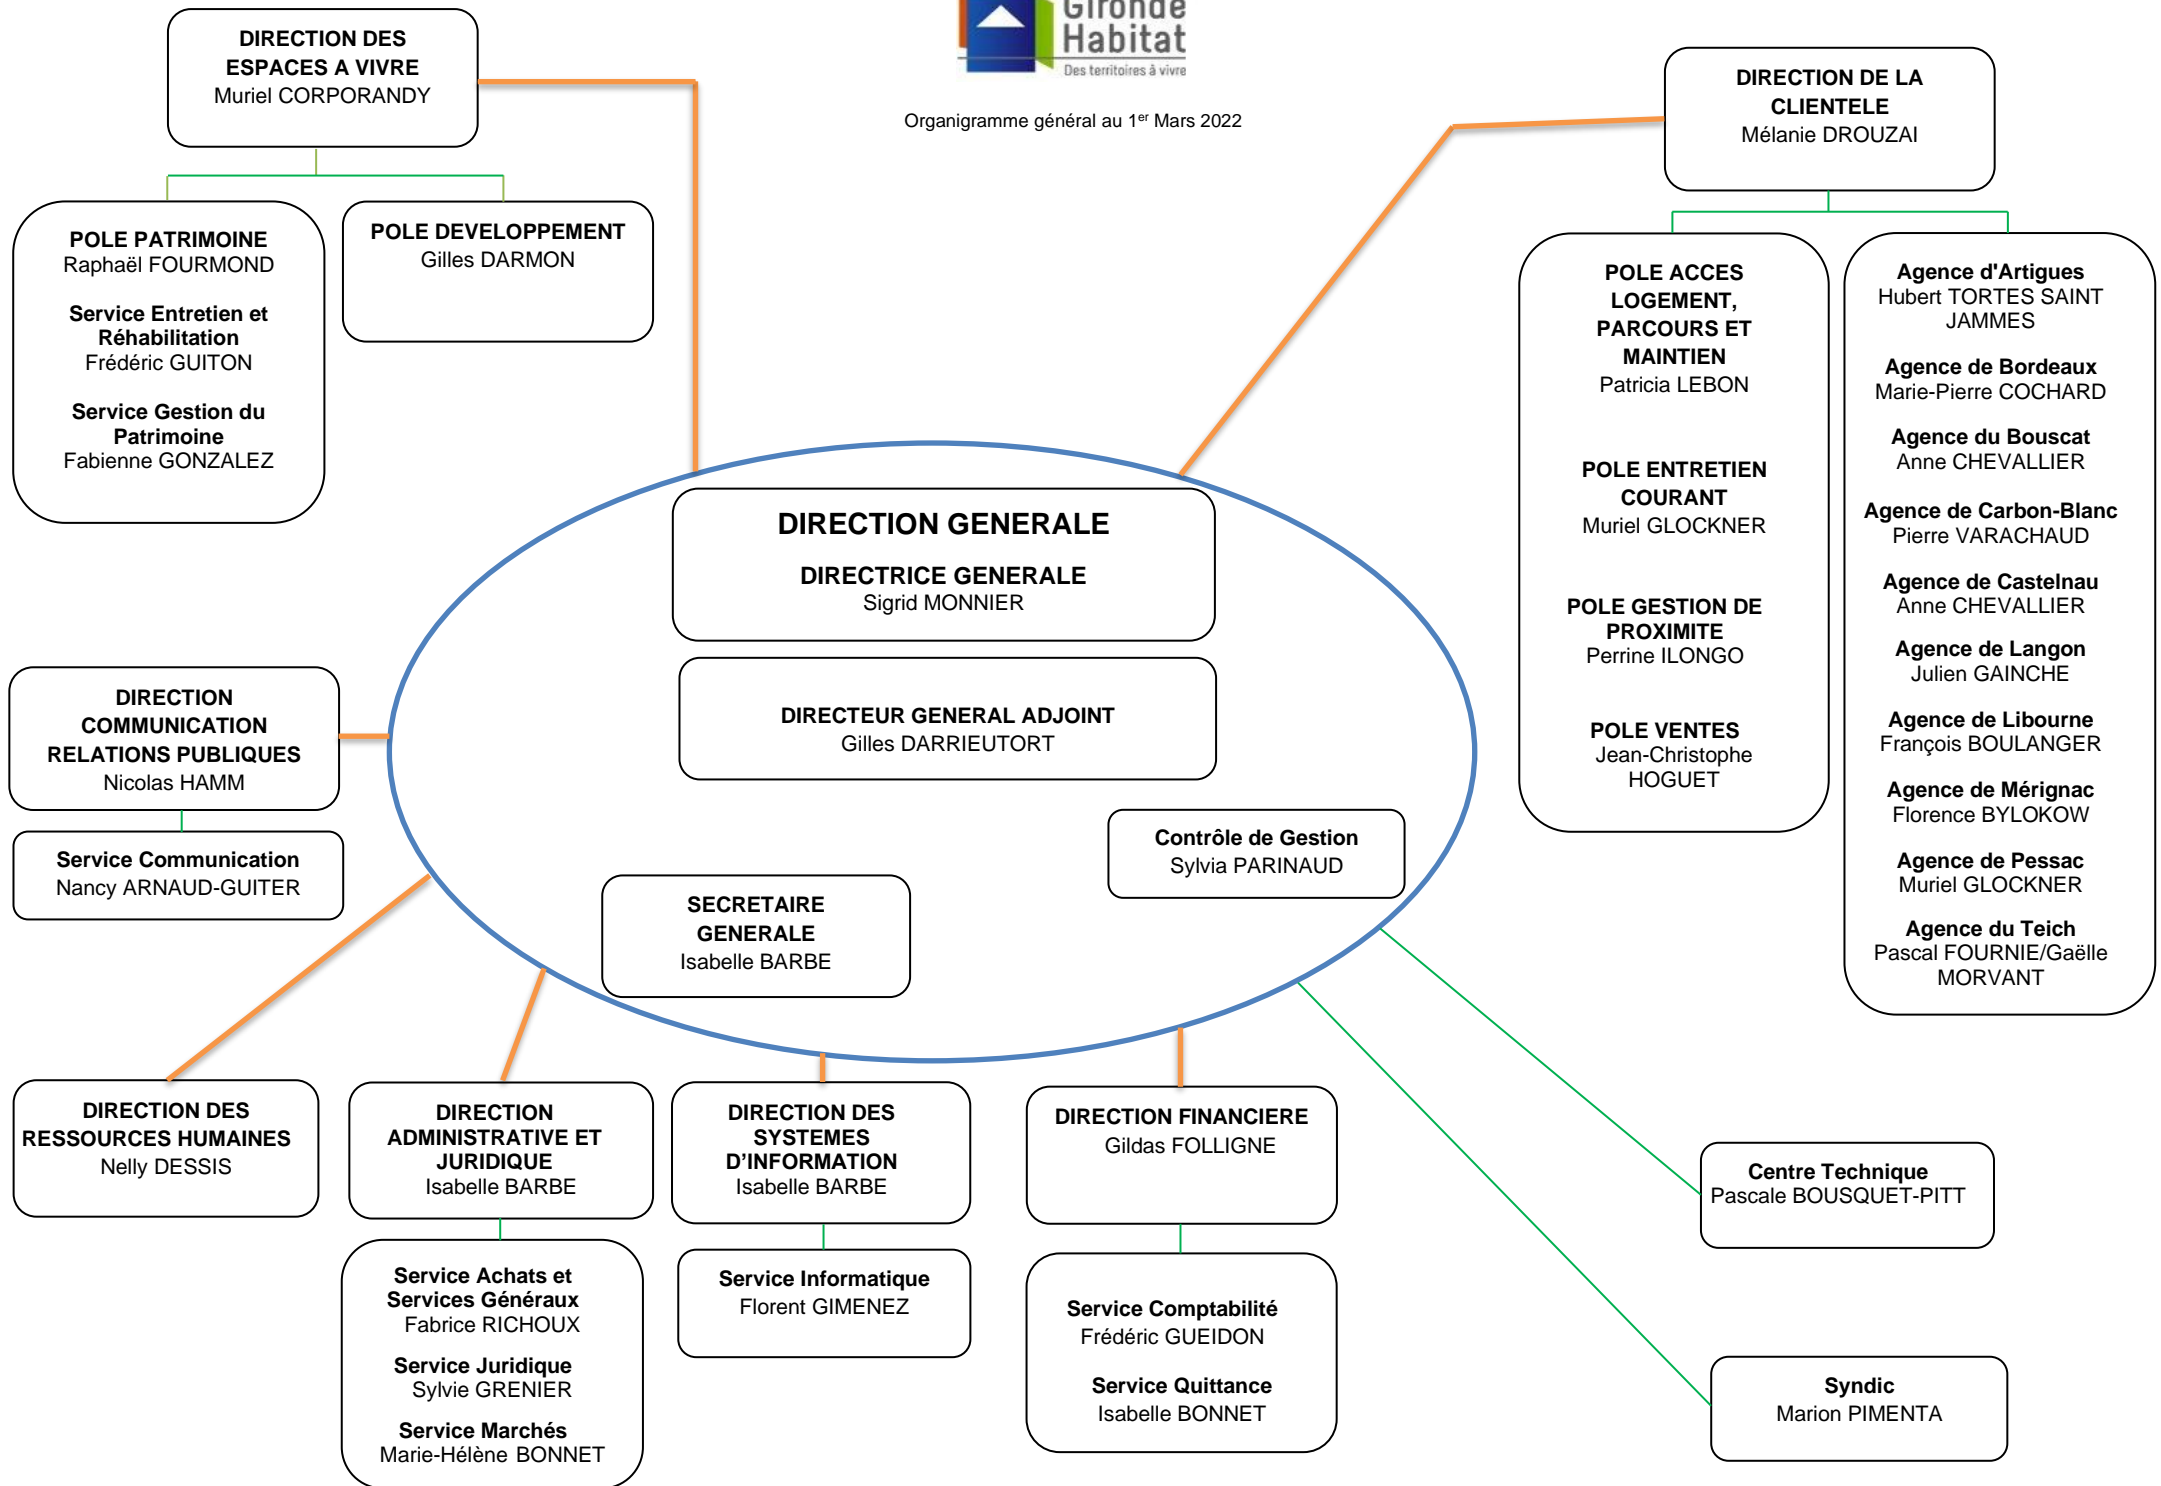 Gironde
Habitat
Des territoires à vivre
Organigramme général au 1er Mars 2022
DIRECTION DES
ESPACES A VIVRE
Muriel CORPORANDY
POLE PATRIMOINE
Raphaël FOURMOND
Service Entretien et
Réhabilitation
Frédéric GUITON
Service Gestion du
Patrimoine
Fabienne GONZALEZ
POLE DEVELOPPEMENT
Gilles DARMON
DIRECTION DE LA
CLIENTELE
Mélanie DROUZAI
POLE ACCES
LOGEMENT,
PARCOURS ET
MAINTIEN
Patricia LEBON
POLE ENTRETIEN
COURANT
Muriel GLOCKNER
POLE GESTION DE
PROXIMITE
Perrine ILONGO
POLE VENTES
Jean-Christophe
HOGUET
Agence d'Artigues
Hubert TORTES SAINT
JAMMES
Agence de Bordeaux
Marie-Pierre COCHARD
Agence du Bouscat
Anne CHEVALLIER
Agence de Carbon-Blanc
Pierre VARACHAUD
Agence de Castelnau
Anne CHEVALLIER
Agence de Langon
Julien GAINCHE
Agence de Libourne
François BOULANGER
Agence de Mérignac
Florence BYLOKOW
Agence de Pessac
Muriel GLOCKNER
Agence du Teich
Pascal FOURNIE/Gaëlle
MORVANT
DIRECTION GENERALE
DIRECTRICE GENERALE
Sigrid MONNIER
DIRECTEUR GENERAL ADJOINT
Gilles DARRIEUTORT
Contrôle de Gestion
Sylvia PARINAUD
SECRETAIRE
GENERALE
Isabelle BARBE
DIRECTION
COMMUNICATION
RELATIONS PUBLIQUES
Nicolas HAMM
Service Communication
Nancy ARNAUD-GUITER
DIRECTION DES
RESSOURCES HUMAINES
Nelly DESSIS
DIRECTION
ADMINISTRATIVE ET
JURIDIQUE
Isabelle BARBE
Service Achats et
Services Généraux
Fabrice RICHOUX
Service Juridique
Sylvie GRENIER
Service Marchés
Marie-Hélène BONNET
DIRECTION DES
SYSTEMES
D’INFORMATION
Isabelle BARBE
Service Informatique
Florent GIMENEZ
DIRECTION FINANCIERE
Gildas FOLLIGNE
Service Comptabilité
Frédéric GUEIDON
Service Quittance
Isabelle BONNET
Centre Technique
Pascale BOUSQUET-PITT
Syndic
Marion PIMENTA